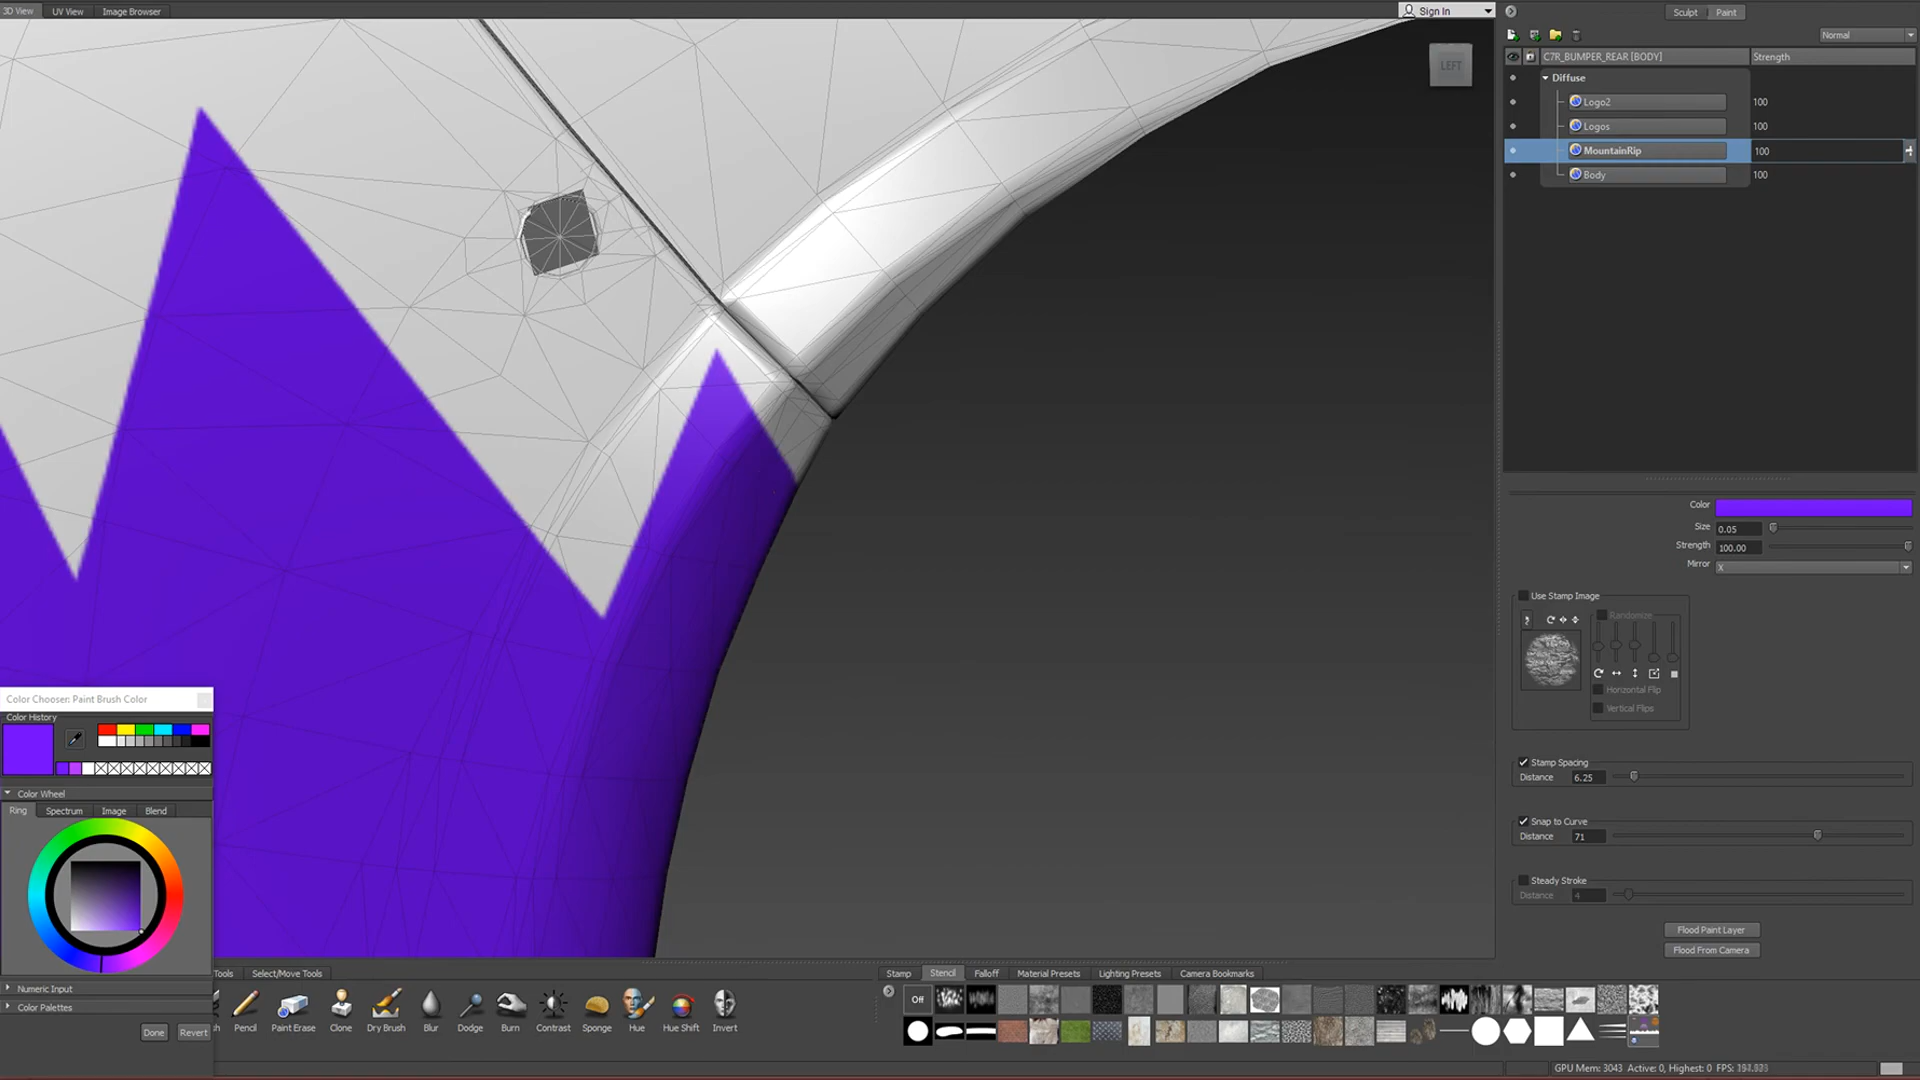 3D View UV View Image Browser Sign In Sculpt Paint
LEFT
Normal
C7R_BUMPER_REAR [BODY] Strength
Diffuse
Logo2 100
Logos 100
MountainRip 100
Body 100
Color
Size 0.05
Strength 100.00
Mirror X
Use Stamp Image
Randomize
Horizontal Flip
Vertical Flips
Stamp Spacing
Distance 6.25
Snap to Curve
Distance 71
Steady Stroke
Distance 4
Flood Paint Layer
Flood From Camera
Color Chooser: Paint Brush Color
Color History
Color Wheel
Ring Spectrum Image Blend
Numeric Input
Color Palettes
Done Revert
Tools Select/Move Tools
Pencil Paint Erase Clone Dry Brush Blur Dodge Burn Contrast Sponge Hue Hue Shift Invert
Stamp Stencil Falloff Material Presets Lighting Presets Camera Bookmarks
Off
GPU Mem: 3043 Active: 0, Highest: 0 FPS: